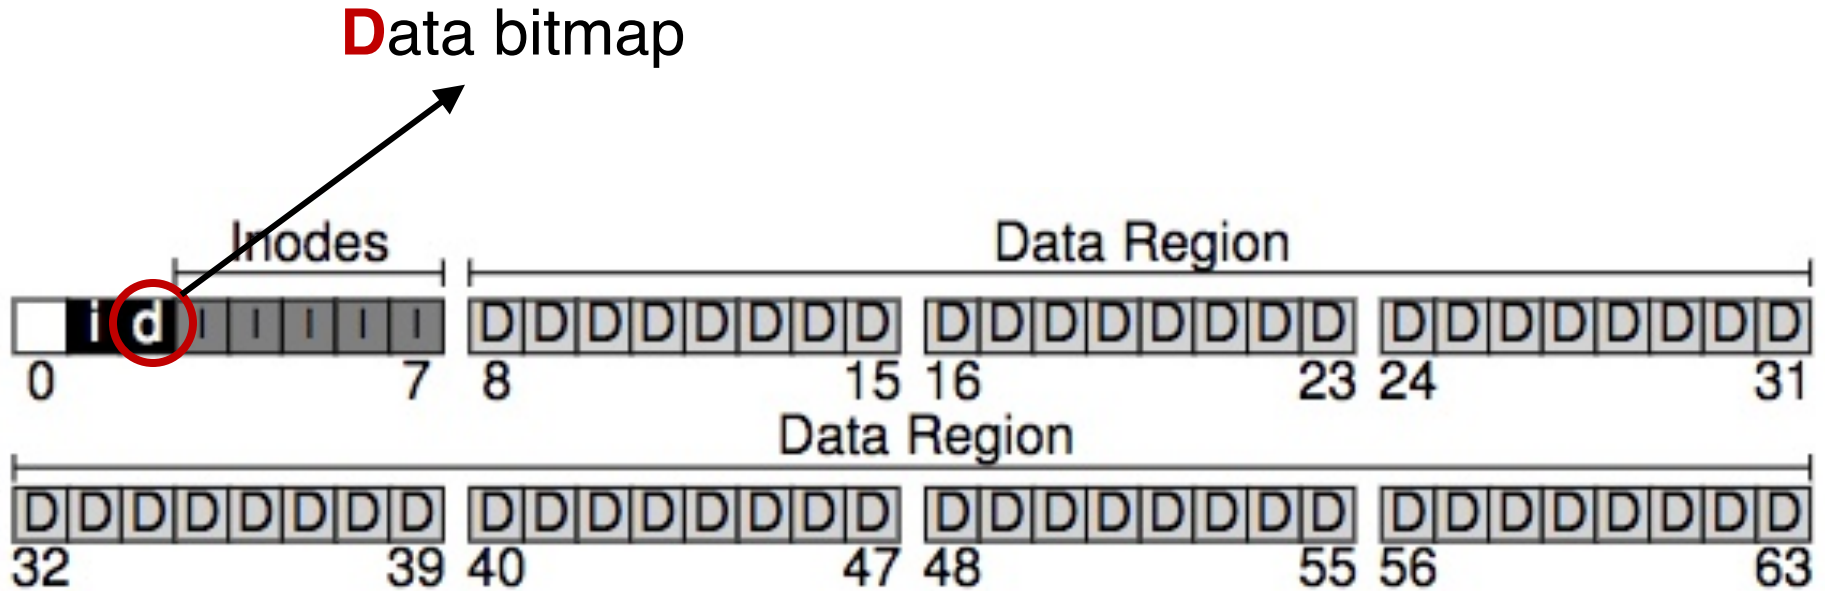 Data bitmap
Inodes Data Region
i d I I I I I D D D D D D D D D D D D D D D D D D D D D D D D
0 7 8 15 16 23 24 31
Data Region
D D D D D D D D D D D D D D D D D D D D D D D D D D D D D D D D
32 39 40 47 48 55 56 63